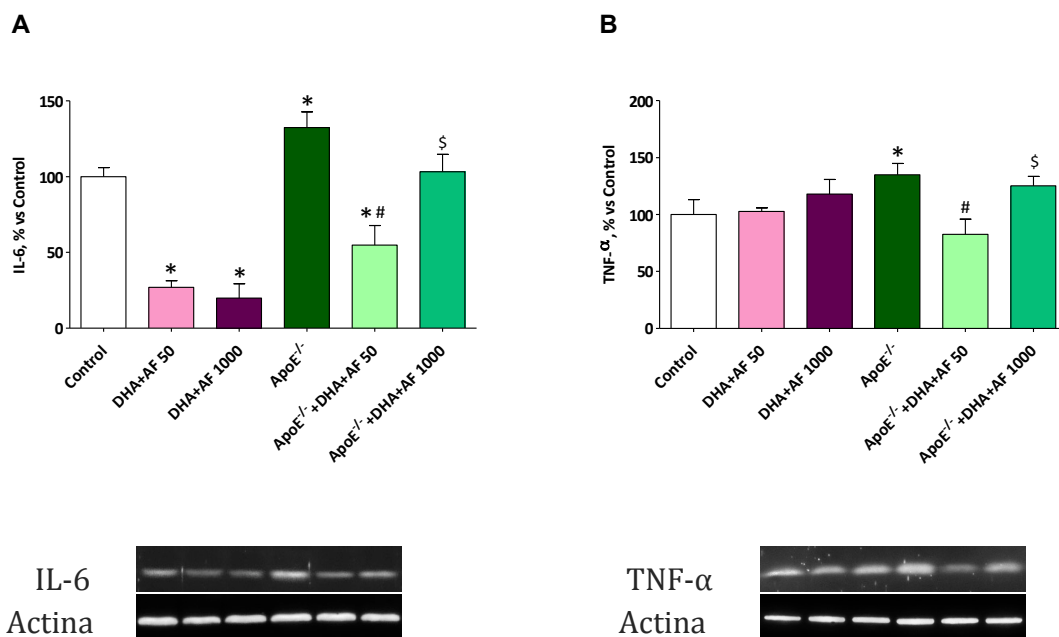 A
IL-6, % vs Control
150
100
50
0
*
*
*
*#
$
Control
DHA+AF 50
DHA+AF 1000
ApoE-/-
ApoE-/-+DHA+AF 50
ApoE-/-+DHA+AF 1000
IL-6
Actina
B
TNF-α, % vs Control
200
150
100
50
0
*
#
$
Control
DHA+AF 50
DHA+AF 1000
ApoE-/-
ApoE-/-+DHA+AF 50
ApoE-/-+DHA+AF 1000
TNF-α
Actina